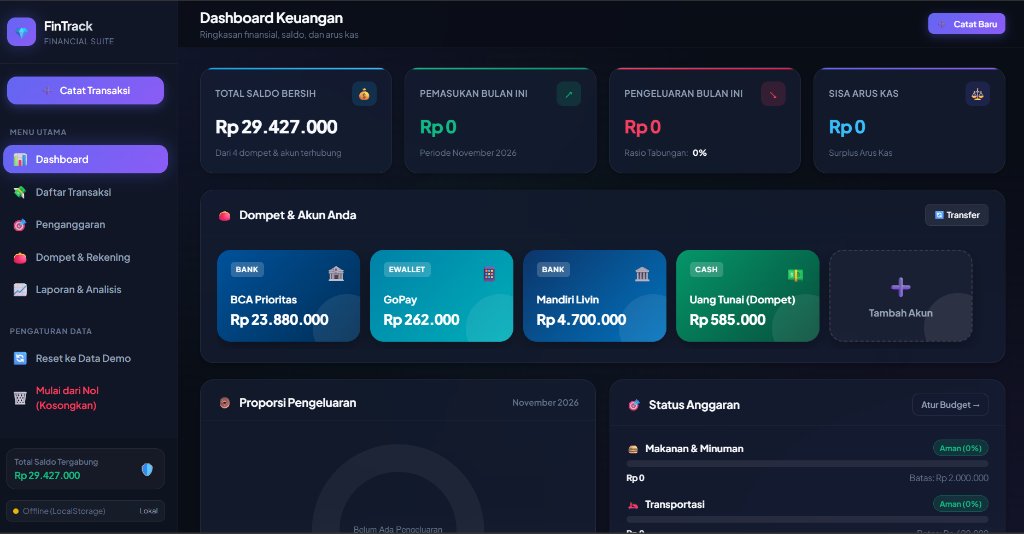 FinTrack
FINANCIAL SUITE
Catat Transaksi
MENU UTAMA
Dashboard
Daftar Transaksi
Penganggaran
Dompet & Rekening
Laporan & Analisis
PENGATURAN DATA
Reset ke Data Demo
Mulai dari Nol
(Kosongkan)
Total Saldo Tergabung
Rp 29.427.000
Offline (LocalStorage)
Lokal
Dashboard Keuangan
Ringkasan finansial, saldo, dan arus kas
Catat Baru
TOTAL SALDO BERSIH
Rp 29.427.000
Dari 4 dompet & akun terhubung
PEMASUKAN BULAN INI
Rp 0
Periode November 2026
PENGELUARAN BULAN INI
Rp 0
Rasio Tabungan: 0%
SISA ARUS KAS
Rp 0
Surplus Arus Kas
Dompet & Akun Anda
Transfer
BANK
BCA Prioritas
Rp 23.880.000
EWALLET
GoPay
Rp 262.000
BANK
Mandiri Livin
Rp 4.700.000
CASH
Uang Tunai (Dompet)
Rp 585.000
Tambah Akun
Proporsi Pengeluaran
November 2026
Belum Ada Pengeluaran
Status Anggaran
Atur Budget →
Makanan & Minuman
Aman (0%)
Rp 0
Batas: Rp 2.000.000
Transportasi
Aman (0%)
Rp 0